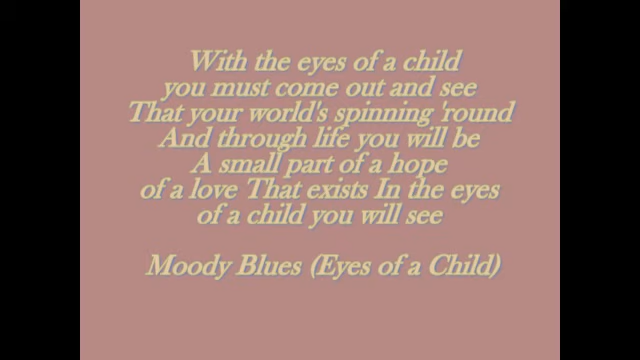 With the eyes of a child
you must come out and see
That your world's spinning 'round
And through life you will be
A small part of a hope
of a love That exists In the eyes
of a child you will see
Moody Blues (Eyes of a Child)